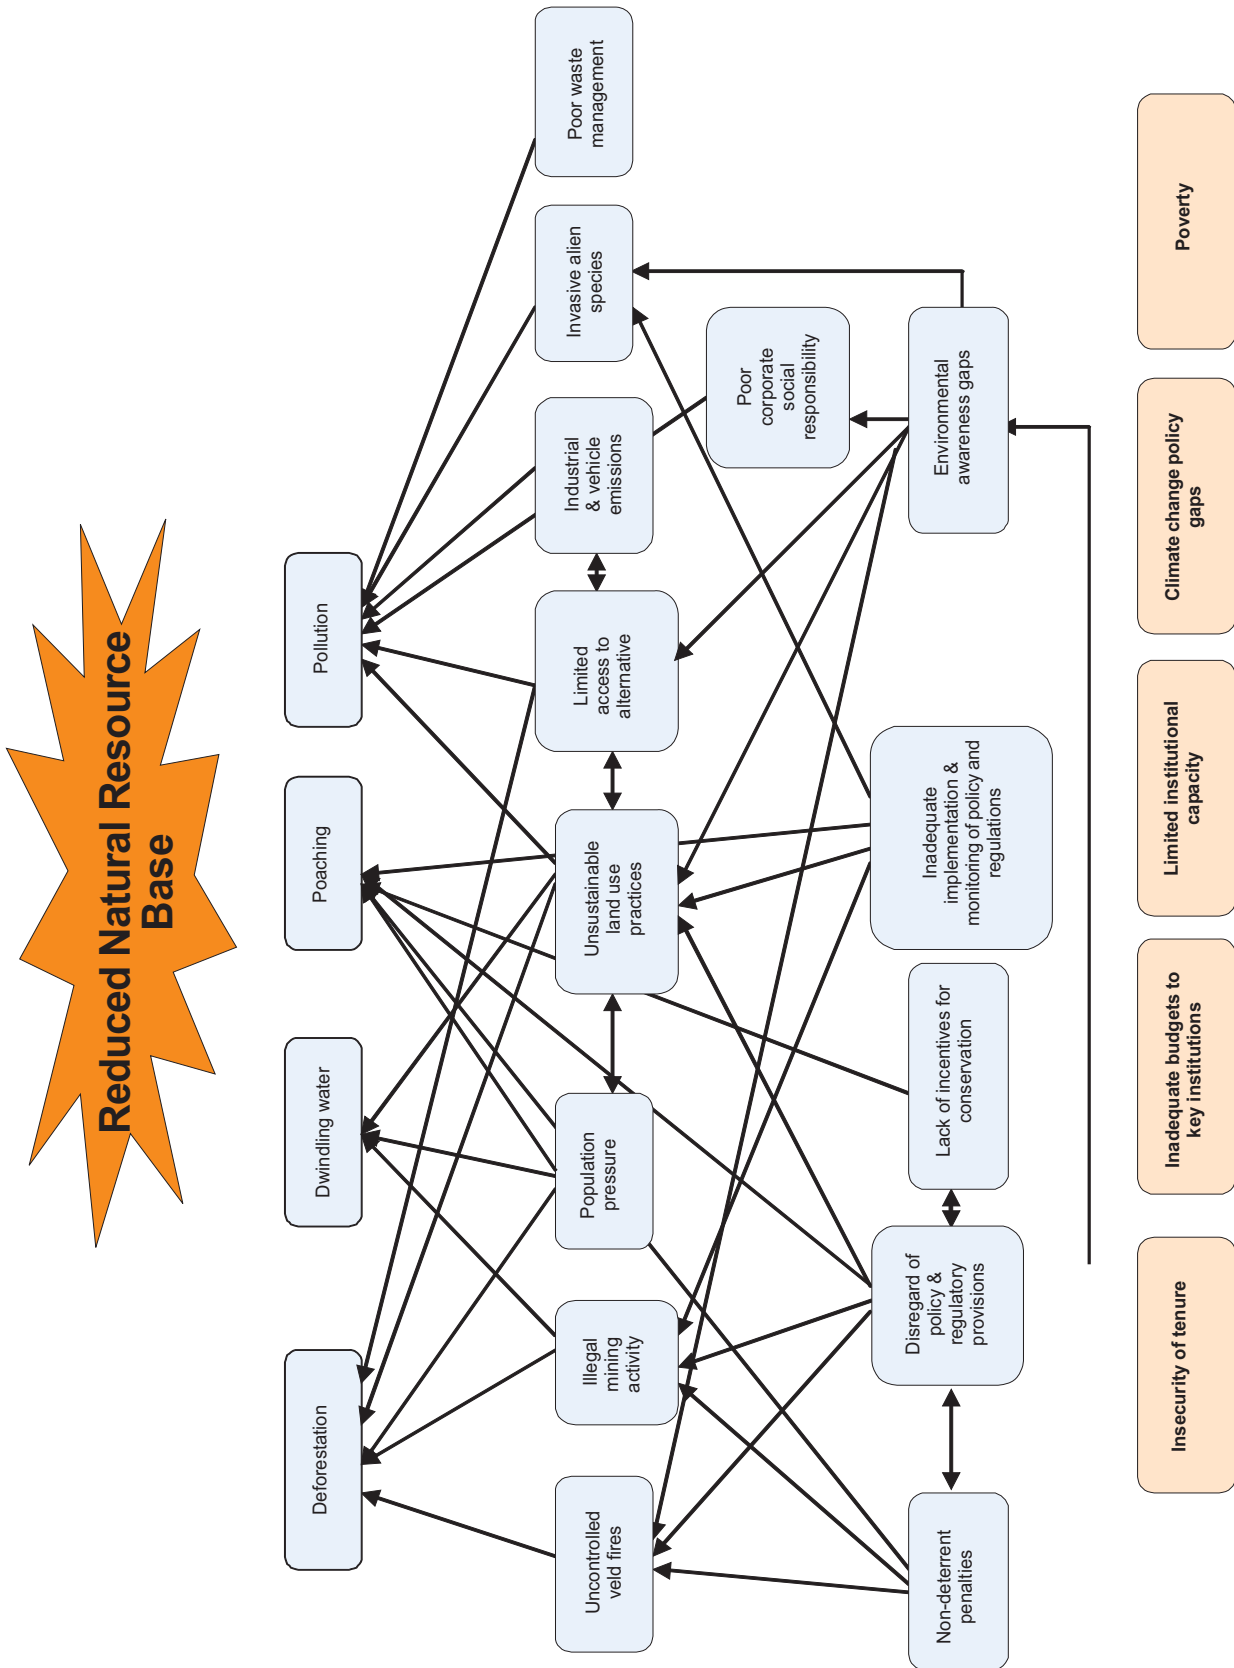 Reduced Natural Resource
Base
Deforestation
Dwindling water
Poaching
Pollution
Uncontrolled
veld fires
Illegal
mining
activity
Population
pressure
Unsustainable
land use
practices
Limited
access to
alternative
Industrial
& vehicle
emissions
Invasive alien
species
Poor waste
management
Poor
corporate
social
responsibility
Non-deterrent
penalties
Disregard of
policy &
regulatory
provisions
Lack of incentives for
conservation
Inadequate
implementation &
monitoring of policy and
regulations
Environmental
awareness gaps
Insecurity of tenure
Inadequate budgets to
key institutions
Limited institutional
capacity
Climate change policy
gaps
Poverty